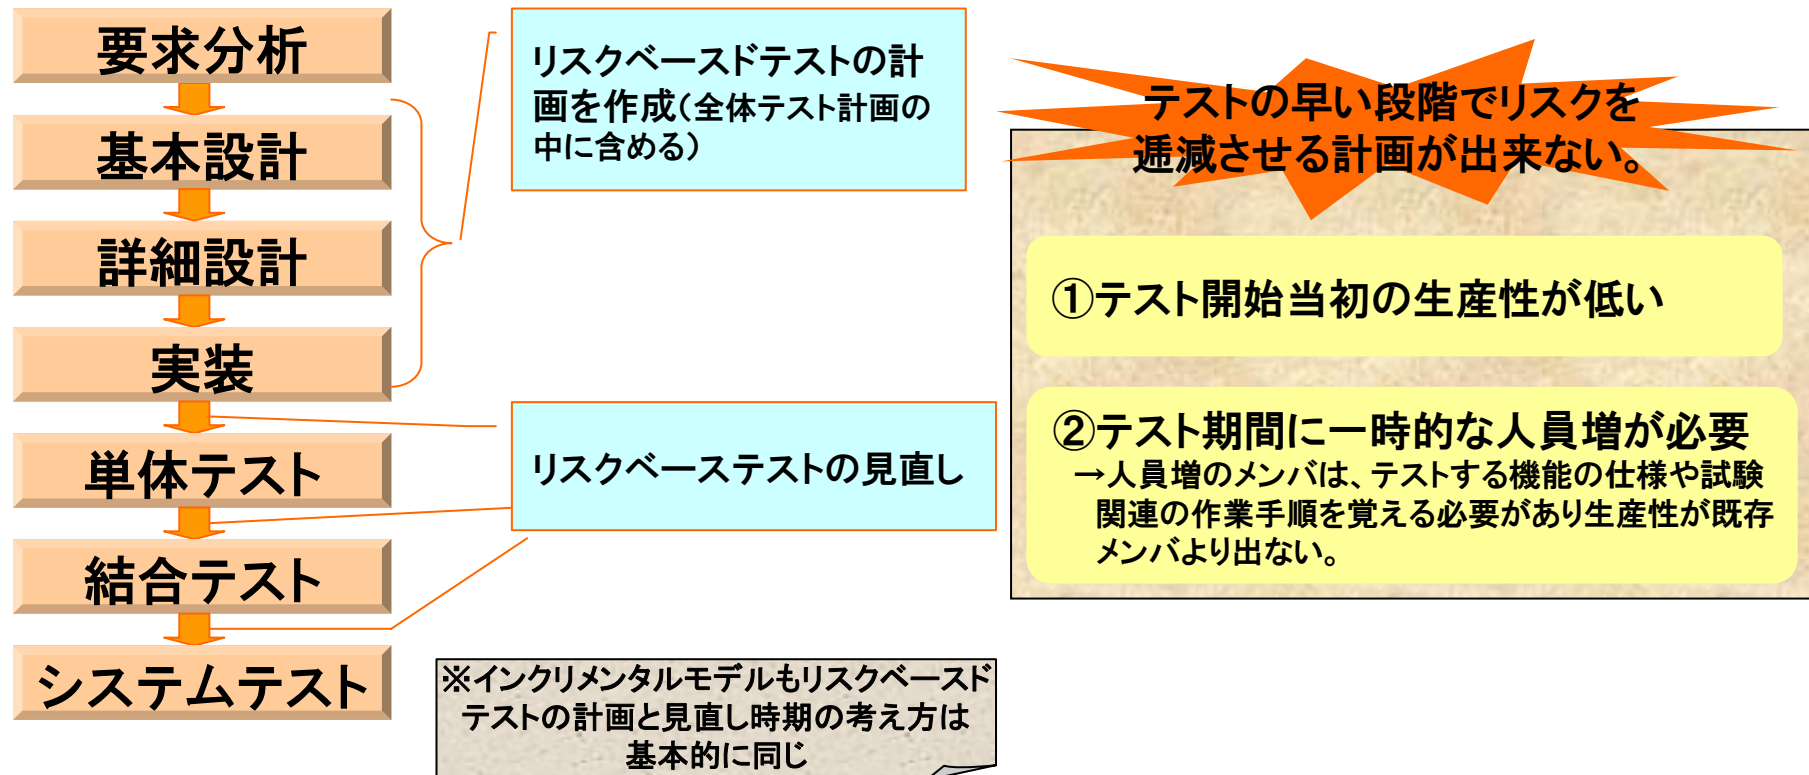 要求分析
基本設計
詳細設計
実装
単体テスト
結合テスト
システムテスト
リスクベースドテストの計
画を作成(全体テスト計画の
中に含める)
リスクベーステストの見直し
※インクリメンタルモデルもリスクベースド
テストの計画と見直し時期の考え方は
基本的に同じ
テストの早い段階でリスクを
逓減させる計画が出来ない。
①テスト開始当初の生産性が低い
②テスト期間に一時的な人員増が必要
→人員増のメンバは、テストする機能の仕様や試験
関連の作業手順を覚える必要があり生産性が既存
メンバより出ない。